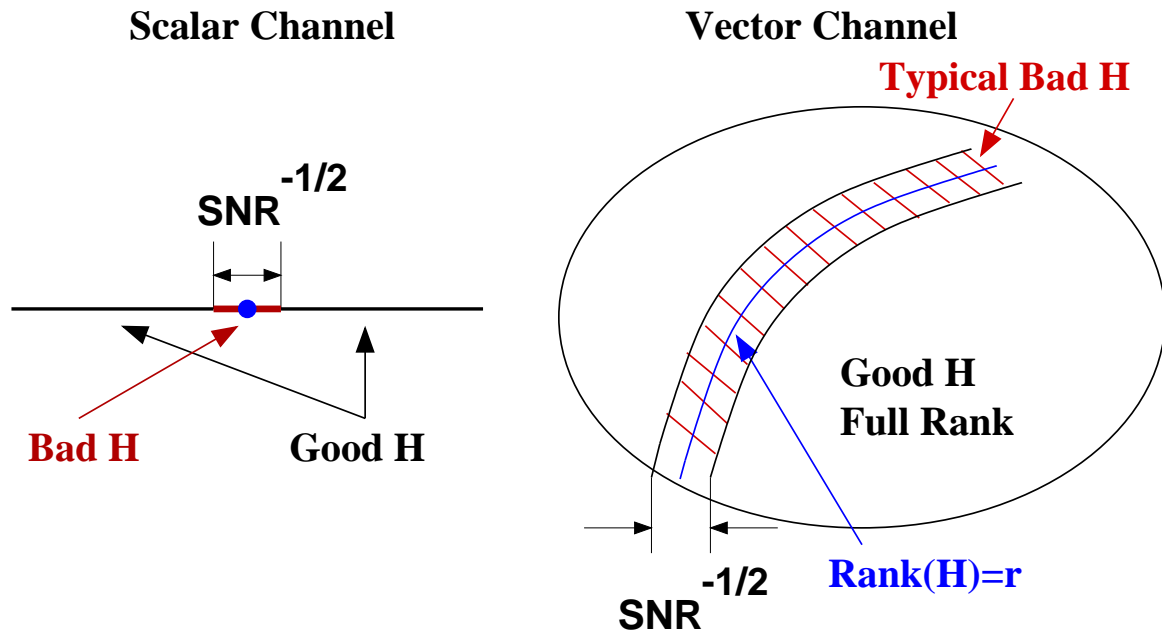 Scalar Channel
SNR -1/2
Bad H
Good H
Vector Channel
Typical Bad H
Good H
Full Rank
Rank(H)=r
SNR -1/2